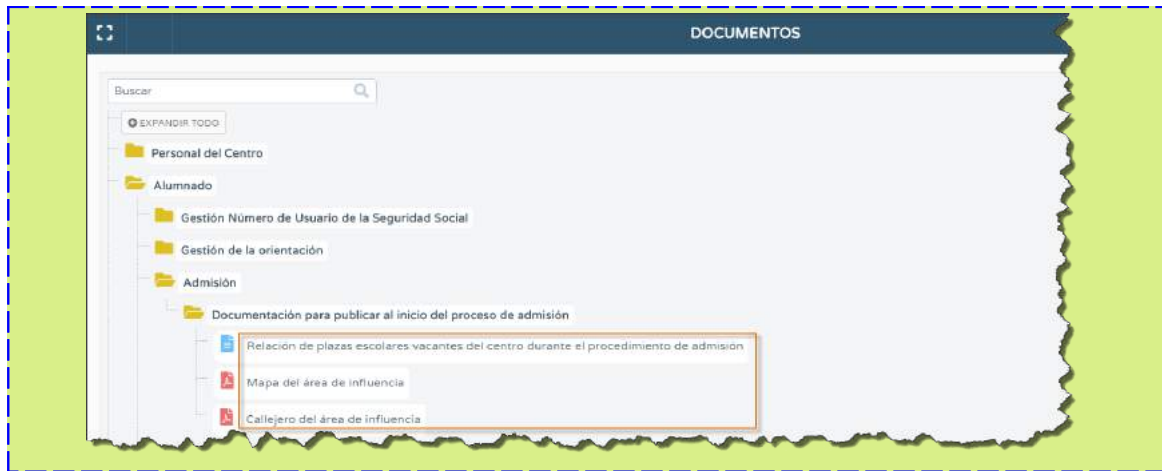 DOCUMENTOS
Buscar
EXPANDIR TODO
Personal del Centro
Alumnado
Gestión Número de Usuario de la Seguridad Social
Gestión de la orientación
Admisión
Documentación para publicar al inicio del proceso de admisión
Relación de plazas escolares vacantes del centro durante el procedimiento de admisión
Mapa del área de influencia
Callejero del área de influencia